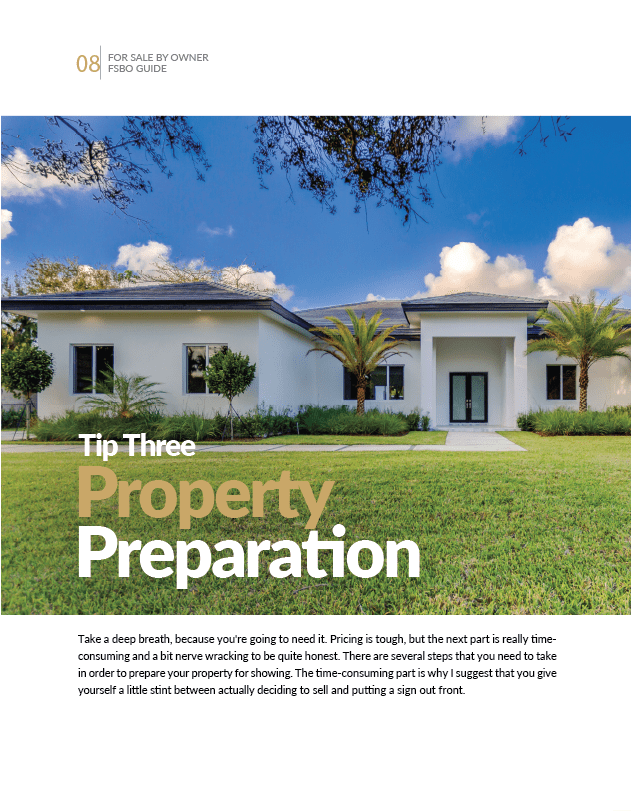 08
FOR SALE BY OWNER
FSBO GUIDE
Tip Three
Property
Preparation
Take a deep breath, because you're going to need it. Pricing is tough, but the next part is really time-
consuming and a bit nerve wracking to be quite honest. There are several steps that you need to take
in order to prepare your property for showing. The time-consuming part is why I suggest that you give
yourself a little stint between actually deciding to sell and putting a sign out front.